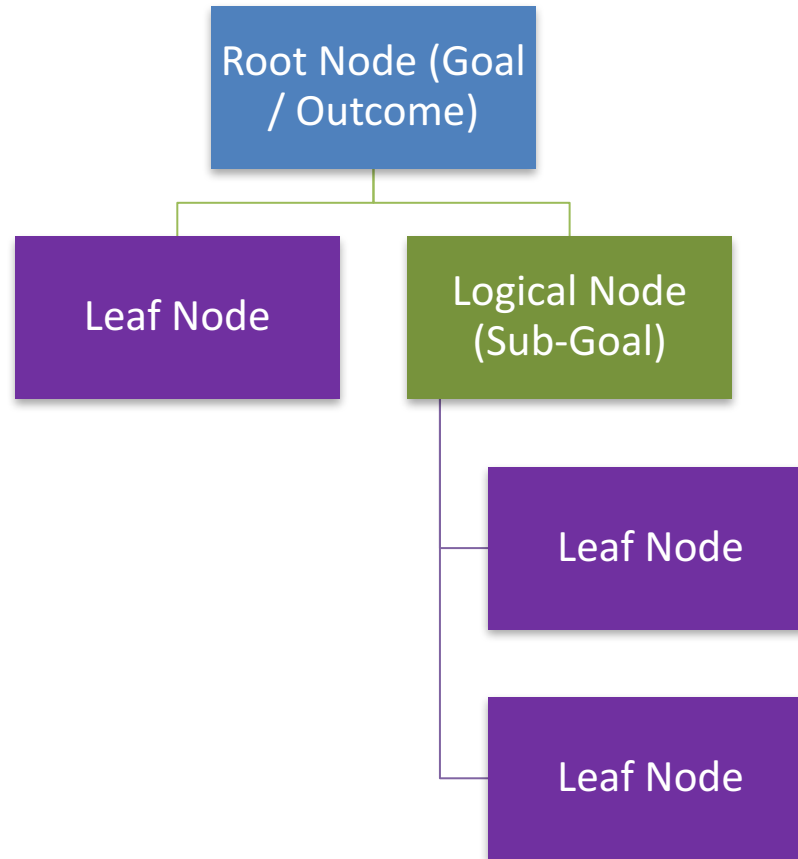 Root Node (Goal
/ Outcome)
Leaf Node
Logical Node
(Sub-Goal)
Leaf Node
Leaf Node